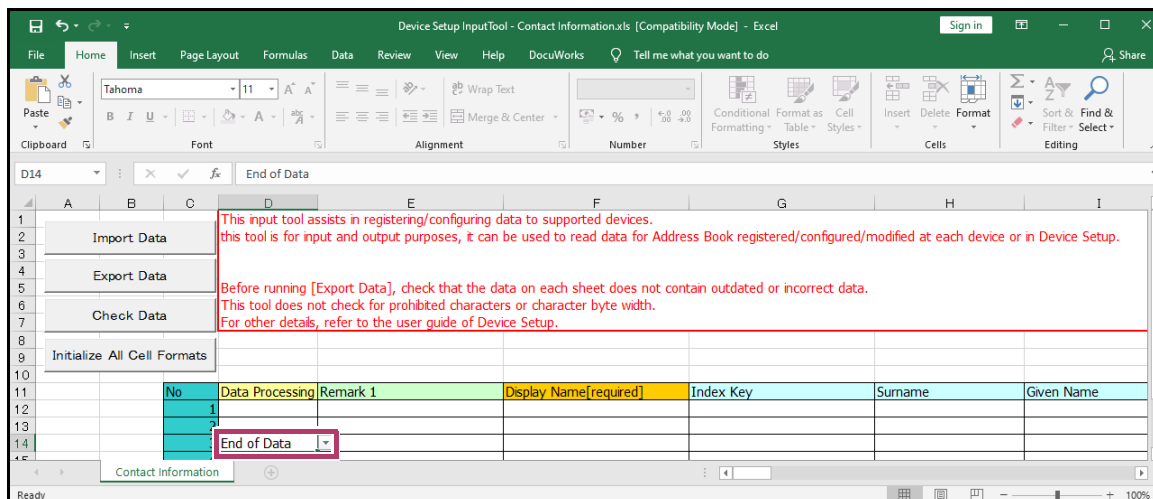 Device Setup InputTool - Contact Information.xls [Compatibility Mode] - Excel
Sign in
File Home Insert Page Layout Formulas Data Review View Help DocuWorks Tell me what you want to do Share
Paste
Tahoma 11
B I U
Wrap Text
Merge & Center
Conditional Formatting
Format as Table
Cell Styles
Insert Delete Format
Sort & Filter
Find & Select
Clipboard Font Alignment Number Styles Cells Editing
D14 fx End of Data
A B C D E F G H I
1 This input tool assists in registering/configuring data to supported devices.
2 Import Data this tool is for input and output purposes, it can be used to read data for Address Book registered/configured/modified at each device or in Device Setup.
3
4 Export Data
5 Before running [Export Data], check that the data on each sheet does not contain outdated or incorrect data.
6 Check Data This tool does not check for prohibited characters or character byte width.
7 For other details, refer to the user guide of Device Setup.
8
9 Initialize All Cell Formats
10
11 No Data Processing Remark 1 Display Name[required] Index Key Surname Given Name
12 1
13
14 End of Data
Contact Information
Ready 100%